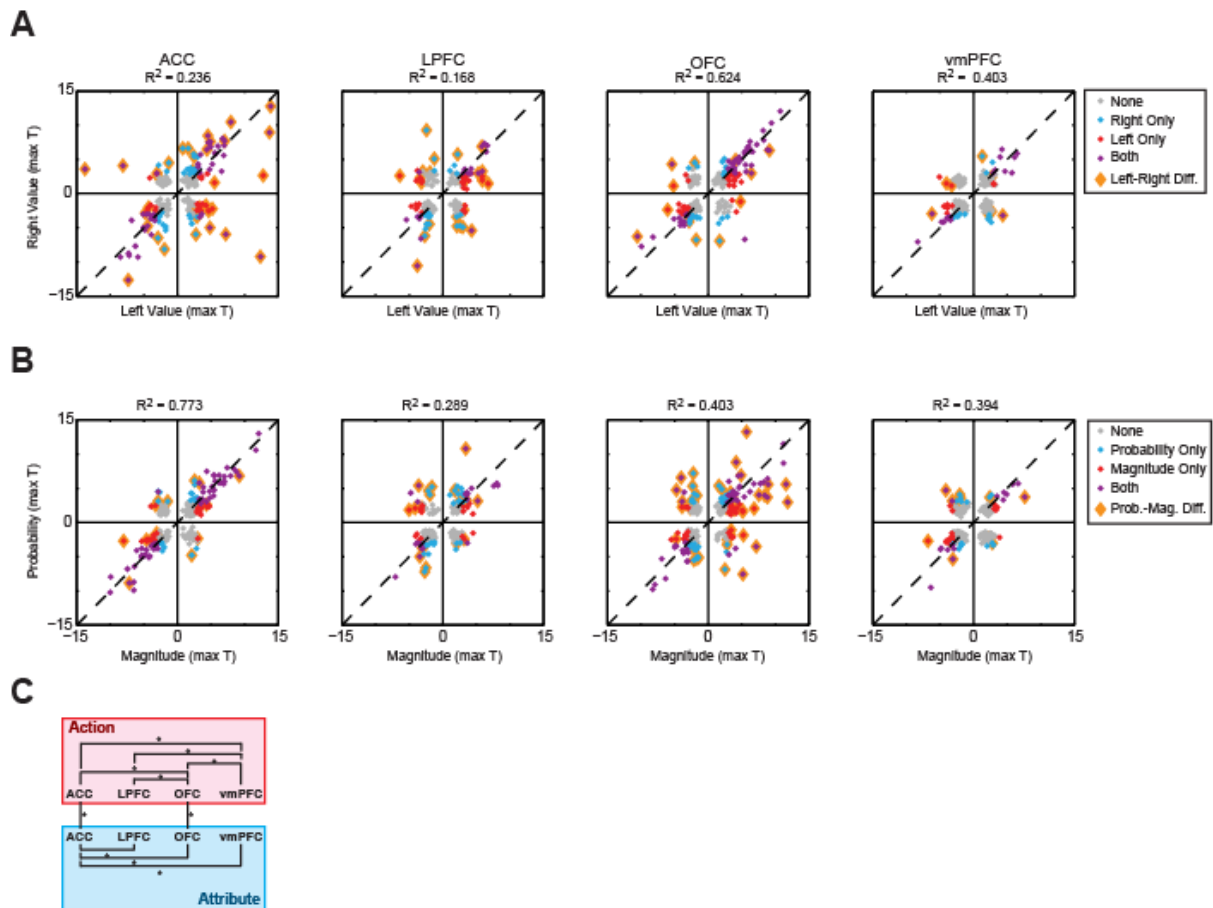 A
ACC
R² = 0.236
LPFC
R² = 0.168
OFC
R² = 0.624
vmPFC
R² = 0.403
15
0
−15
Right Value (max T)
15
Left Value (max T)
15
Left Value (max T)
15
Left Value (max T)
15
Left Value (max T)
None
Right Only
Left Only
Both
Left-Right Diff.
B
R² = 0.773
R² = 0.289
R² = 0.403
R² = 0.394
15
0
−15
Probability (max T)
−15 0 15
Magnitude (max T)
−15 0 15
Magnitude (max T)
−15 0 15
Magnitude (max T)
−15 0 15
Magnitude (max T)
None
Probability Only
Magnitude Only
Both
Prob.-Mag. Diff.
C
Action
* * * * *
ACC LPFC OFC vmPFC
* *
ACC LPFC OFC vmPFC
* * *
Attribute